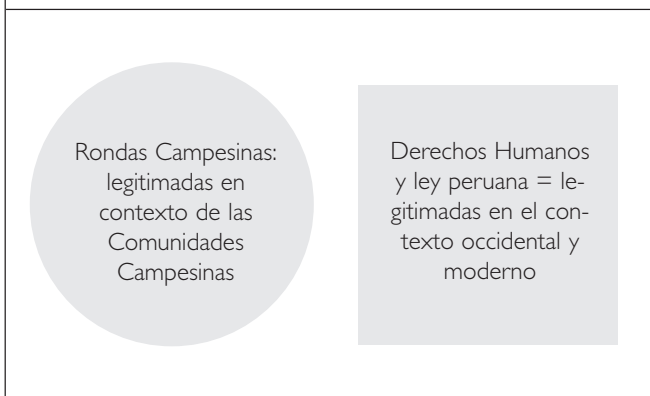 Rondas Campesinas:
legitimadas en
contexto de las
Comunidades
Campesinas
Derechos Humanos
y ley peruana = le-
gitimadas en el con-
texto occidental y
moderno